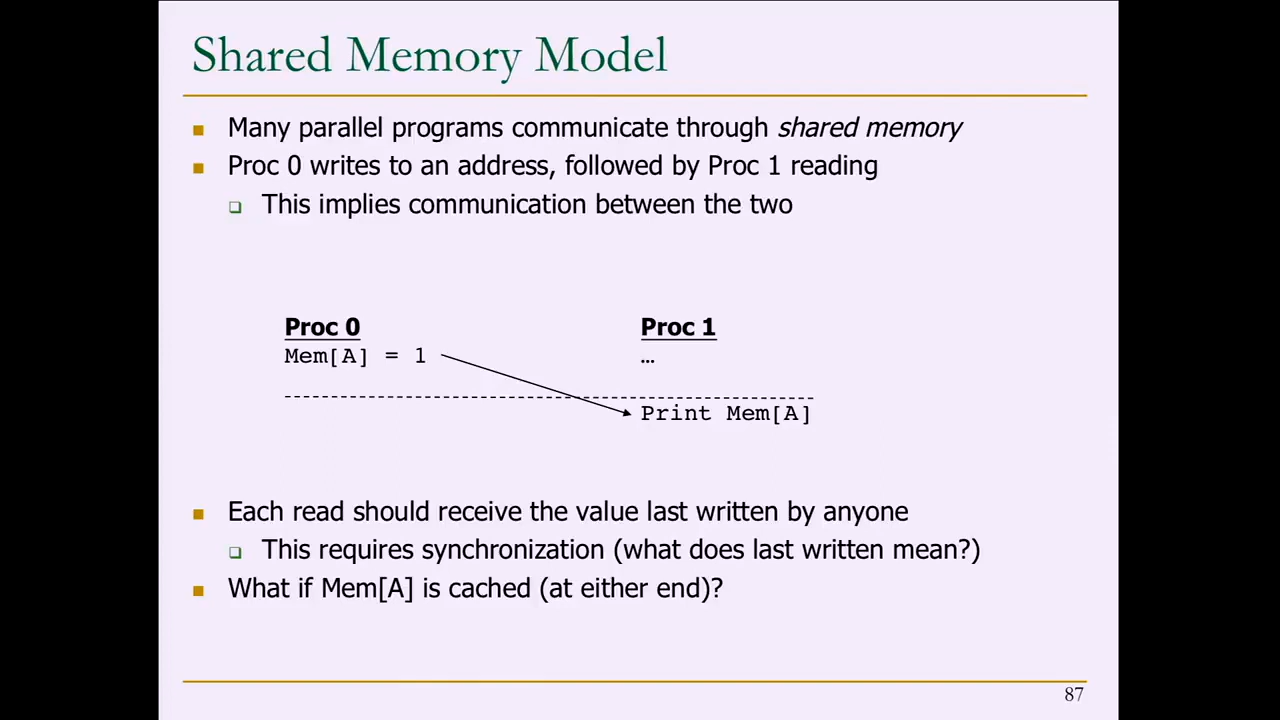 Shared Memory Model
Many parallel programs communicate through shared memory
Proc 0 writes to an address, followed by Proc 1 reading
This implies communication between the two
Proc 0 Proc 1
Mem[A] = 1 …
Print Mem[A]
Each read should receive the value last written by anyone
This requires synchronization (what does last written mean?)
What if Mem[A] is cached (at either end)?
87